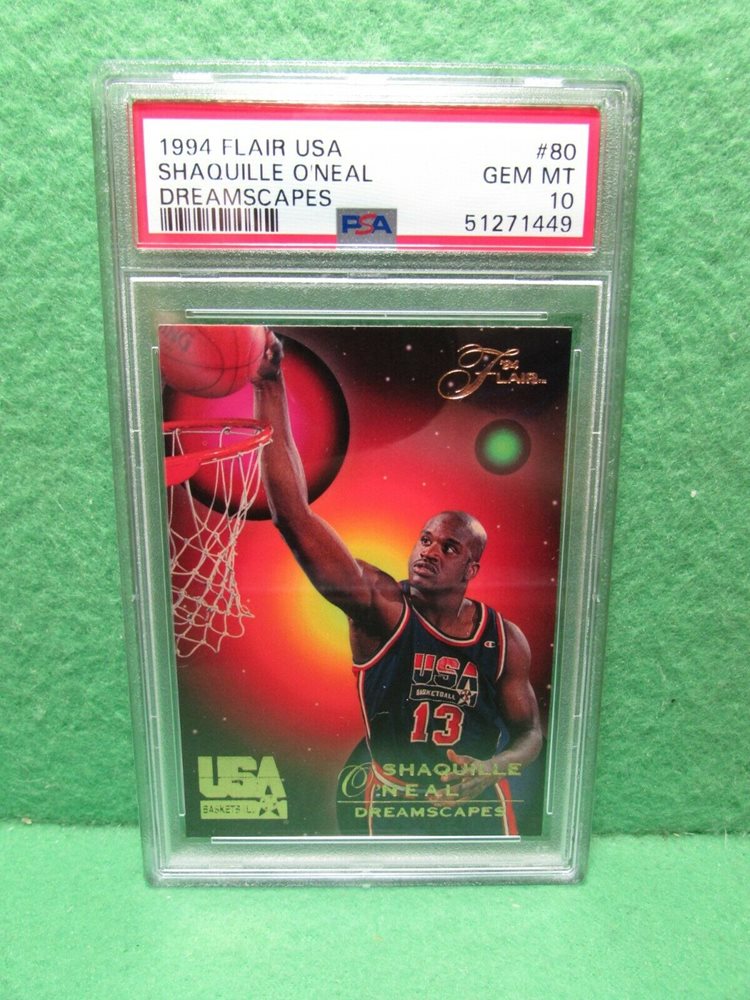 1994 FLAIR USA #80
SHAQUILLE O'NEAL GEM MT
DREAMSCAPES 10
PSA 51271449
'94
FLAIR
USA
BASKETBALL
13
USA
BASKETBALL
SHAQUILLE
O'NEAL
DREAMSCAPES